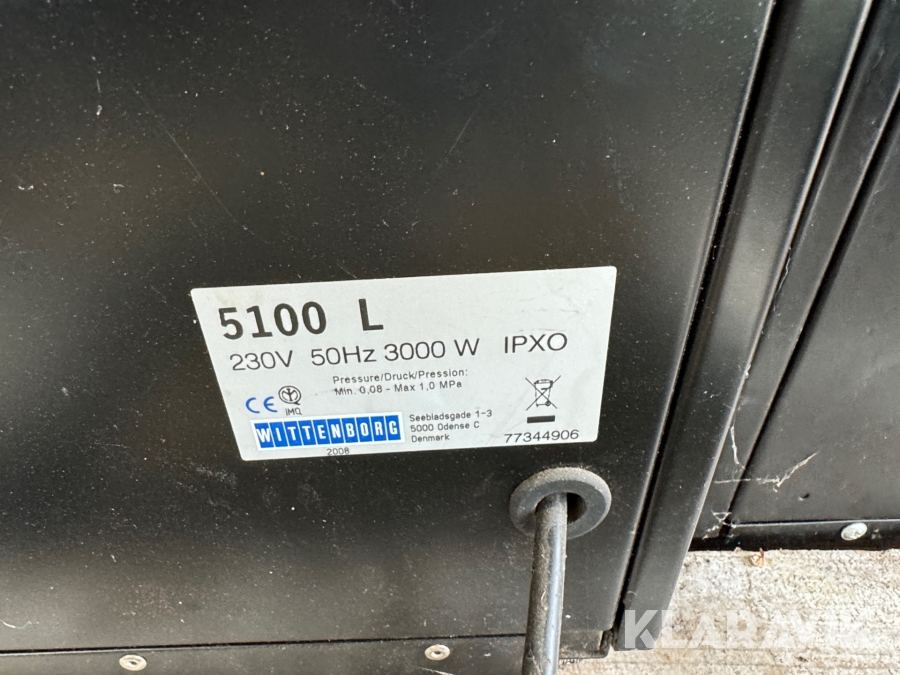 5100 L
230V 50Hz 3000 W IPXO
Pressure/Druck/Pression:
Min. 0,08 - Max 1,0 MPa
CE IMQ
WITTENBORG
Seebladsgade 1-3
5000 Odense C
Denmark
2008
77344906
KLARAVIK